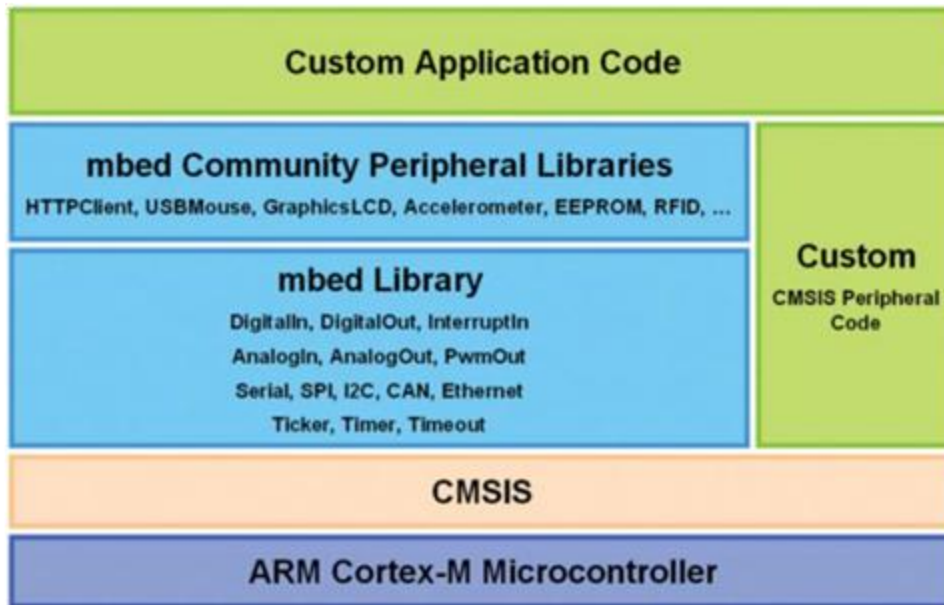 Custom Application Code
mbed Community Peripheral Libraries
HTTPClient, USBMouse, GraphicsLCD, Accelerometer, EEPROM, RFID, ...
mbed Library
DigitalIn, DigitalOut, InterruptIn
AnalogIn, AnalogOut, PwmOut
Serial, SPI, I2C, CAN, Ethernet
Ticker, Timer, Timeout
Custom
CMSIS Peripheral
Code
CMSIS
ARM Cortex-M Microcontroller